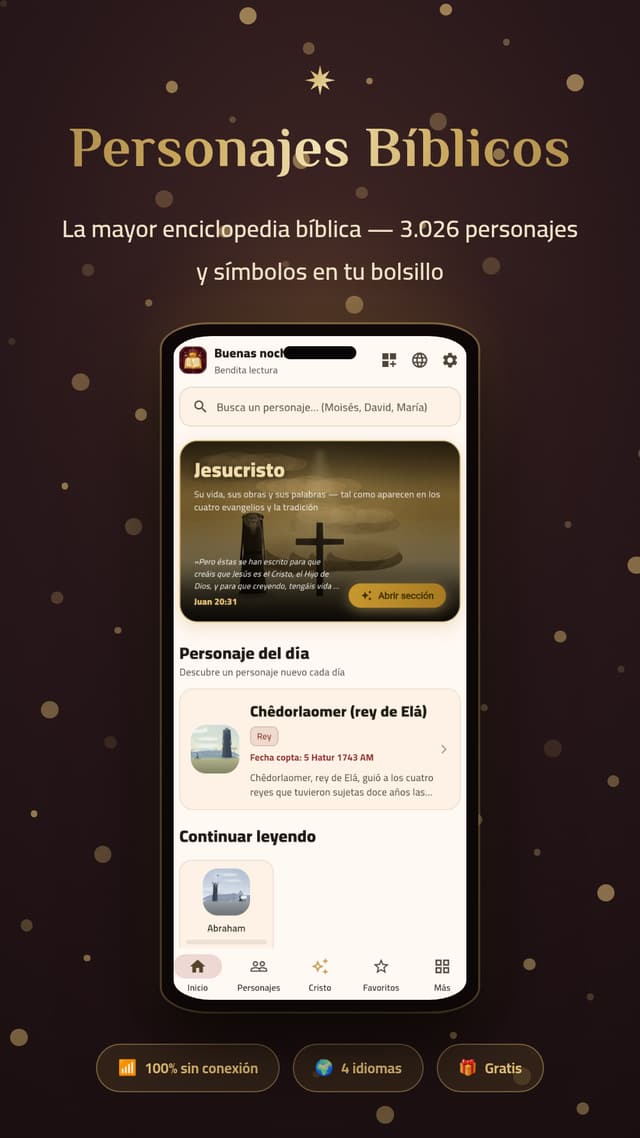 Personajes Bíblicos
La mayor enciclopedia bíblica — 3.026 personajes
y símbolos en tu bolsillo
Buenas noch
Bendita lectura
Busca un personaje... (Moisés, David, María)
Jesucristo
Su vida, sus obras y sus palabras — tal como aparecen en los
cuatro evangelios y la tradición
«Pero éstas se han escrito para que
creáis que Jesús es el Cristo, el Hijo de
Dios, y para que creyendo, tengáis vida ...
Juan 20:31
Abrir sección
Personaje del día
Descubre un personaje nuevo cada día
Chêdorlaomer (rey de Elá)
Rey
Fecha copta: 5 Hatur 1743 AM
Chêdorlaomer, rey de Elá, guió a los cuatro
reyes que tuvieron sujetas doce años las...
Continuar leyendo
Abraham
Inicio Personajes Cristo Favoritos Más
100% sin conexión 4 idiomas Gratis